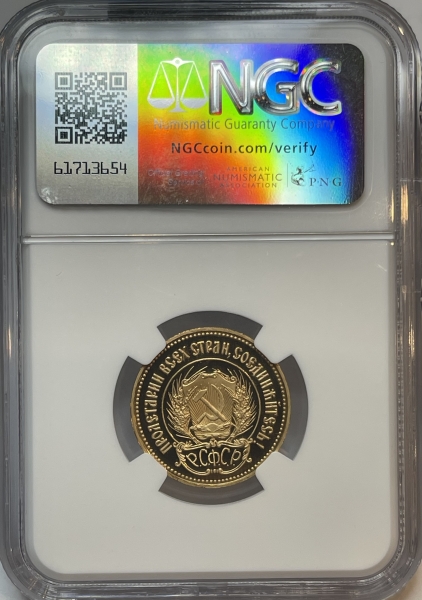 NGC
Numismatic Guaranty Company
NGCcoin.com/verify
61713654
AMERICAN
NUMISMATIC
ASSOCIATION
PNG
ПРОЛЕТАРИИ ВСЕХ СТРАН, СОЕДИНЯЙТЕСЬ!
РСФСР